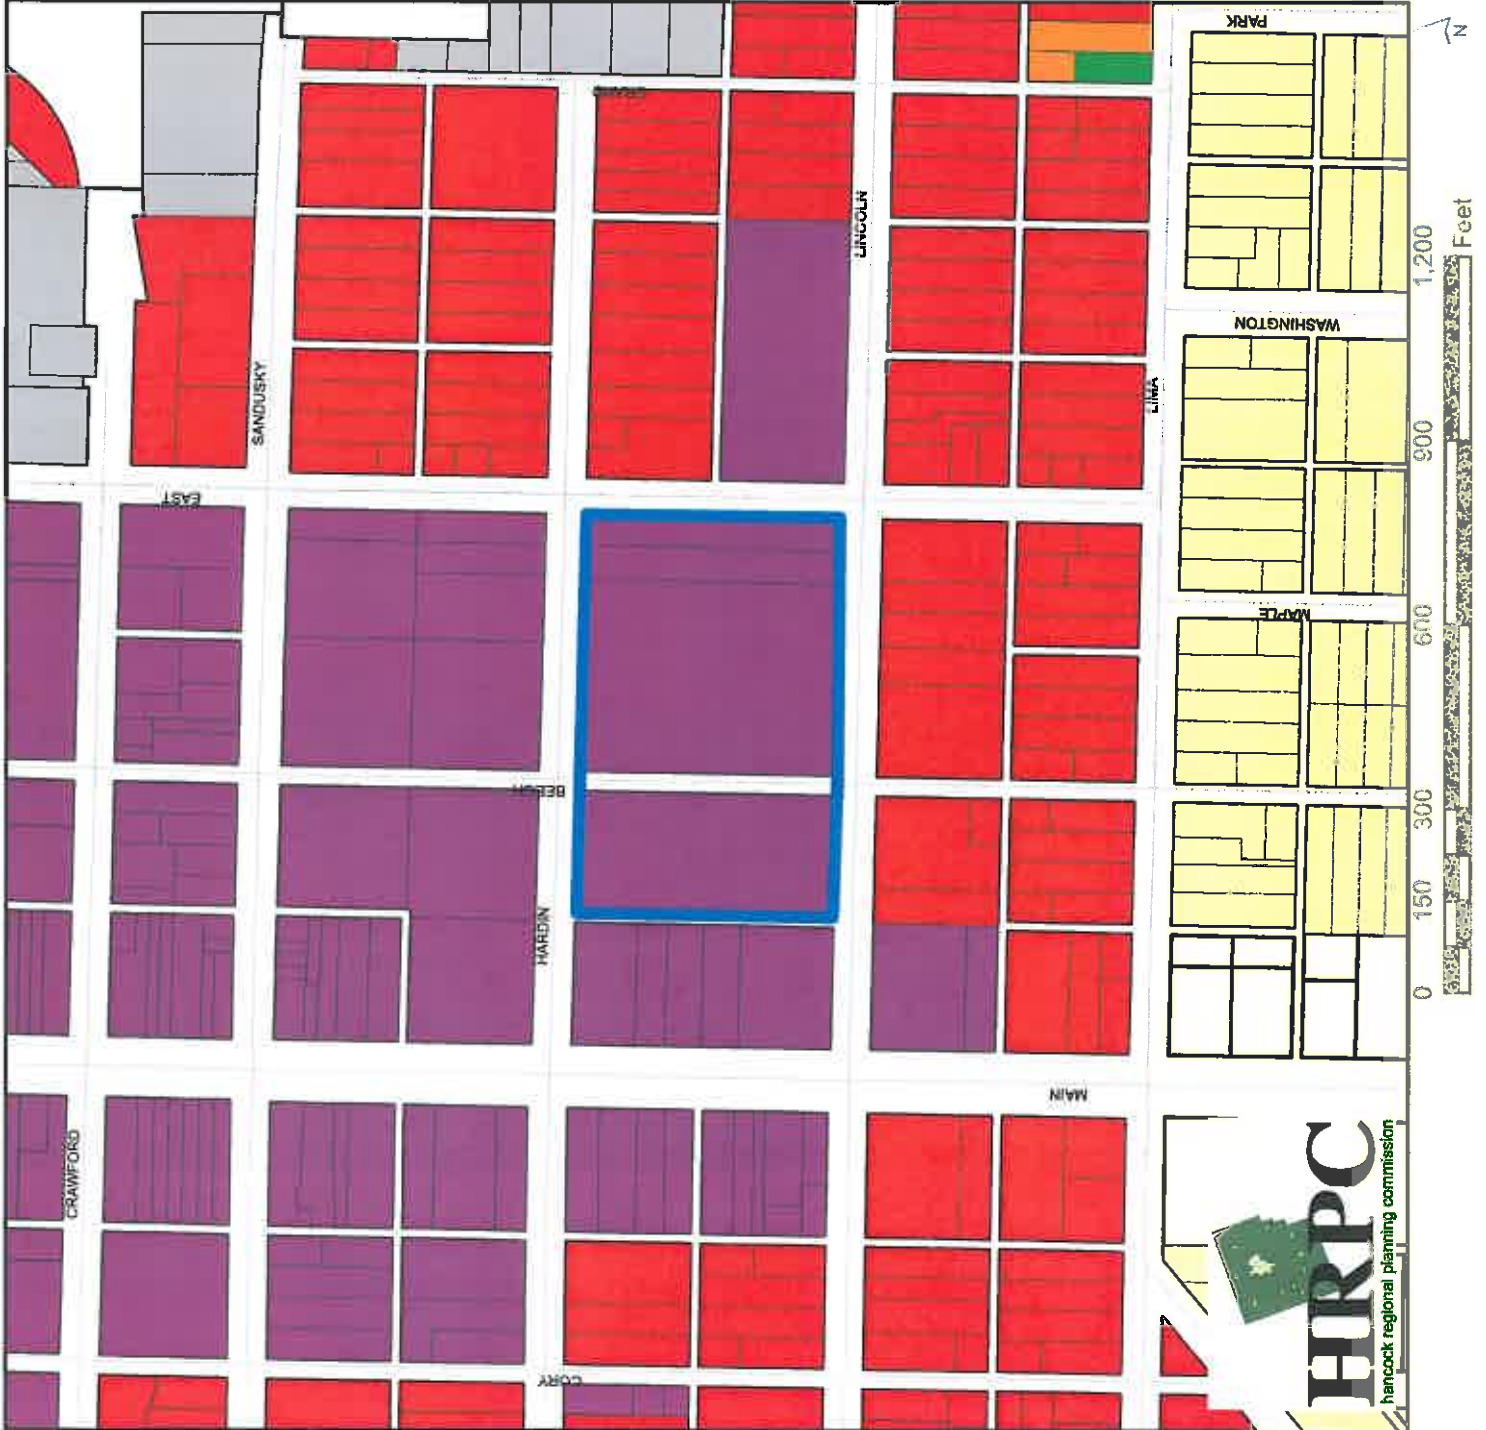 PARK
GRAND
LINCOLN
SANDUSKY
WASHINGTON
LIMA
EAST
MAPLE
BEECH
HARDIN
MAIN
CRAWFORD
CORY
N
0 150 300 600 900 1,200
Feet
HRPC
hancock regional planning commission